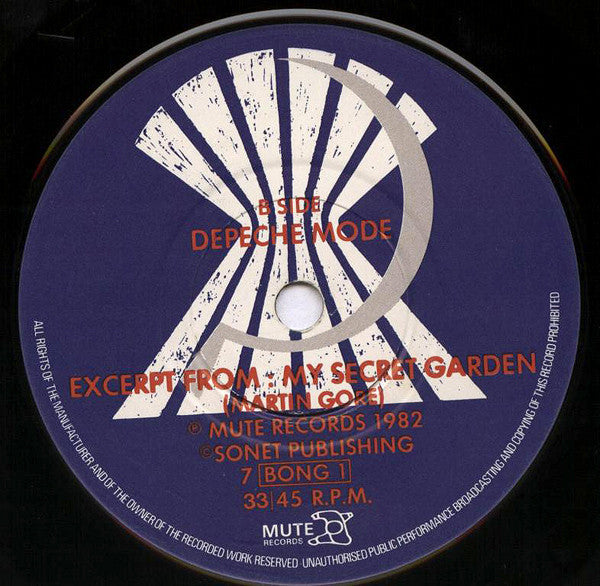 B SIDE
DEPECHE MODE
EXCERPT FROM : MY SECRET GARDEN
(MARTIN GORE)
℗ MUTE RECORDS 1982
© SONET PUBLISHING
7 BONG 1
33|45 R.P.M.
MUTE
RECORDS
ALL RIGHTS OF THE MANUFACTURER AND OF THE OWNER OF THE RECORDED WORK RESERVED · UNAUTHORISED PUBLIC PERFORMANCE BROADCASTING AND COPYING OF THIS RECORD PROHIBITED